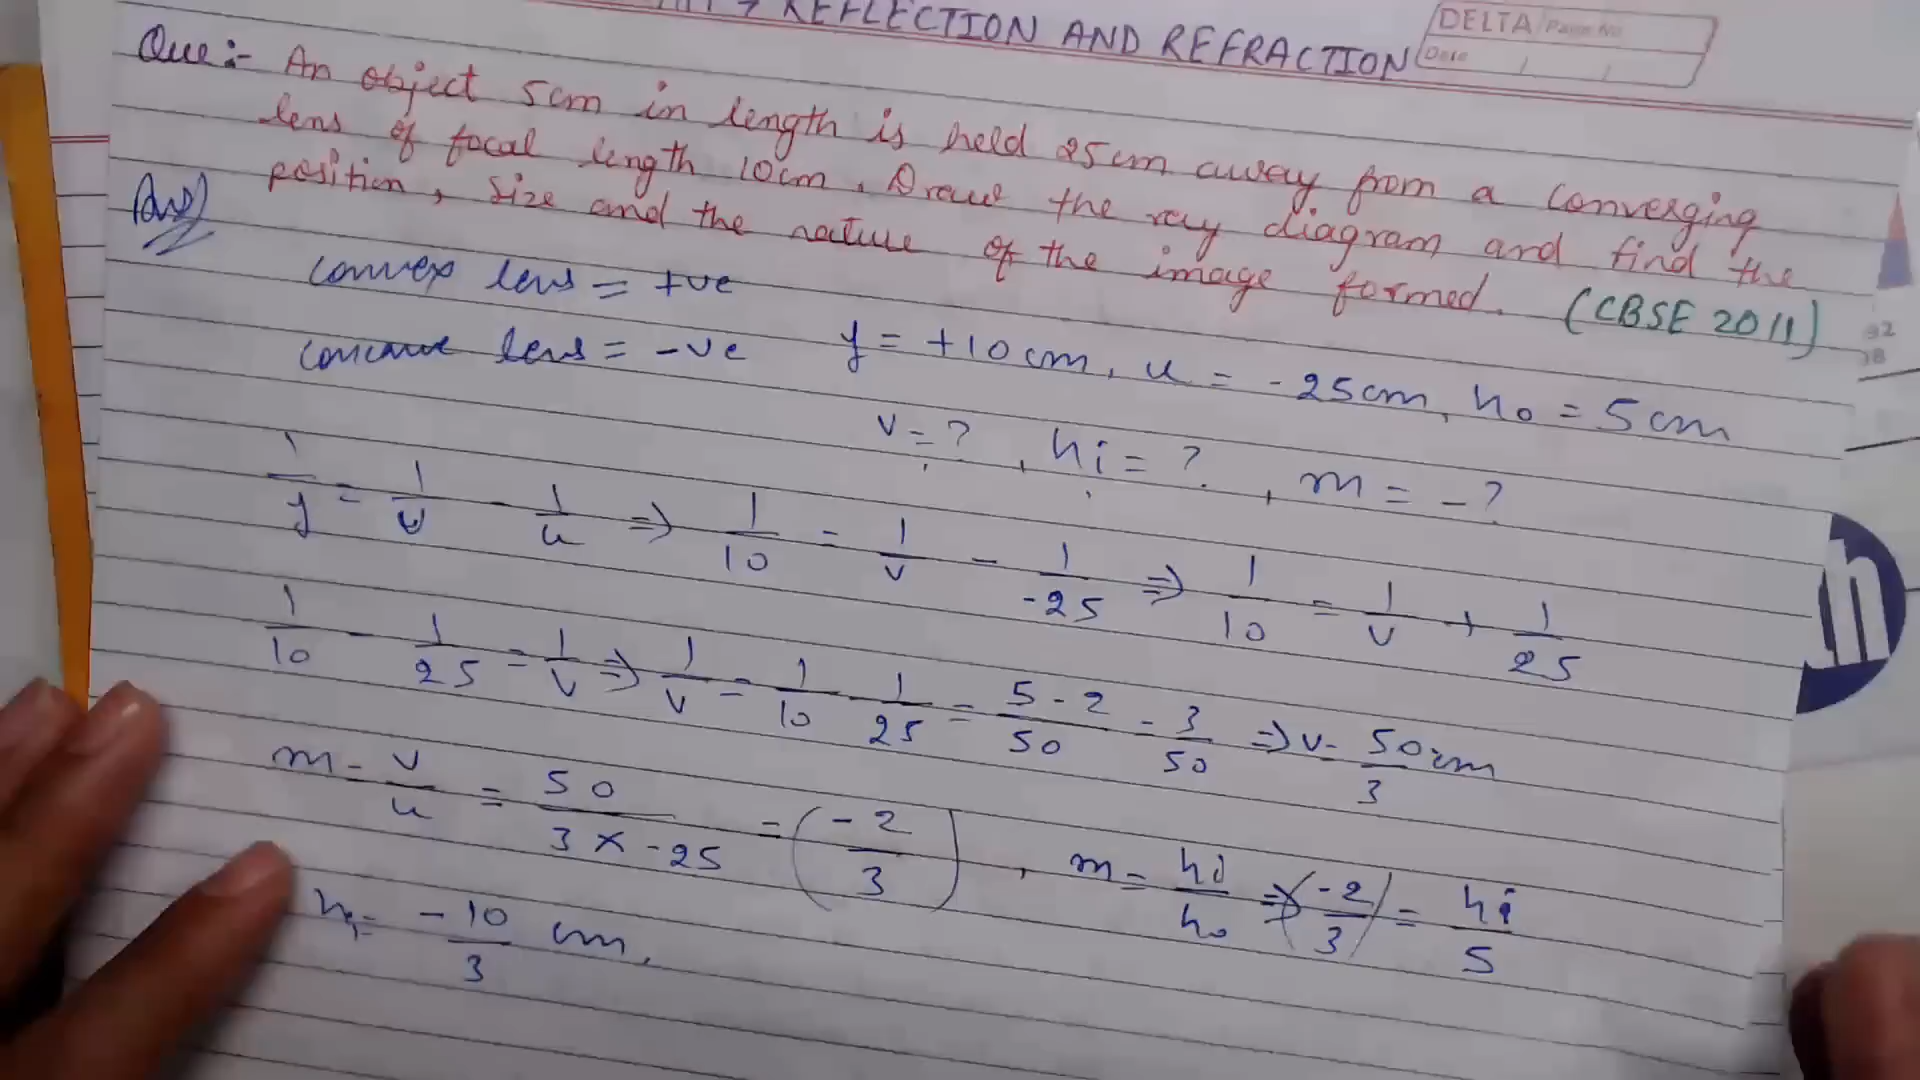 REFLECTION AND REFRACTION
DELTA Page No
Date
Que:- An object 5cm in length is held 25cm away from a converging
lens of focal length 10cm. Draw the ray diagram and find the
position, size and the nature of the image formed. (CBSE 2011)
Ans)
convex lens = +ve
concave lens = -ve f = +10cm, u = -25cm, ho = 5cm
v = ?, hi = ?, m = -?
1/f = 1/v - 1/u ⇒ 1/10 = 1/v - 1/-25 ⇒ 1/10 = 1/v + 1/25
1/10 - 1/25 = 1/v ⇒ 1/v = 1/10 - 1/25 = 5-2/50 = 3/50 ⇒ v = 50/3 cm
m = v/u = 50/3×-25 = (-2/3), m = hi/ho ⇒ (-2/3) = hi/5
hi = -10/3 cm.